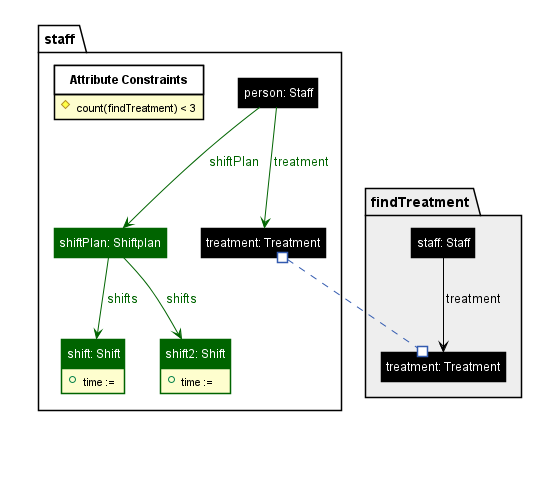 staff
Attribute Constraints
count(findTreatment) < 3
person: Staff
shiftPlan
treatment
findTreatment
shiftPlan: Shiftplan
treatment: Treatment
staff: Staff
shifts
shifts
treatment
shift: Shift
time :=
shift2: Shift
time :=
treatment: Treatment